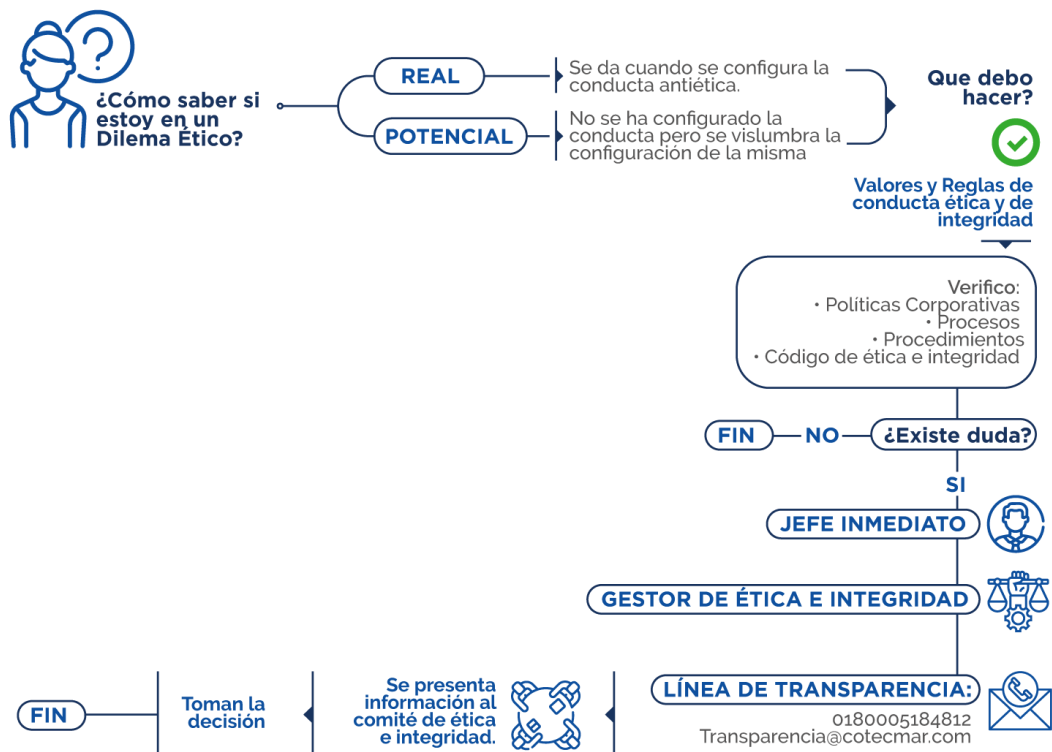 ¿Cómo saber si
estoy en un
Dilema Ético?
REAL
Se da cuando se configura la
conducta antiética.
POTENCIAL
No se ha configurado la
conducta pero se vislumbra la
configuración de la misma
Que debo
hacer?
Valores y Reglas de
conducta ética y de
integridad
Verifico:
• Políticas Corporativas
• Procesos
• Procedimientos
• Código de ética e integridad
¿Existe duda?
NO
FIN
SI
JEFE INMEDIATO
GESTOR DE ÉTICA E INTEGRIDAD
LÍNEA DE TRANSPARENCIA:
0180005184812
Transparencia@cotecmar.com
Se presenta
información al
comité de ética
e integridad.
Toman la
decisión
FIN